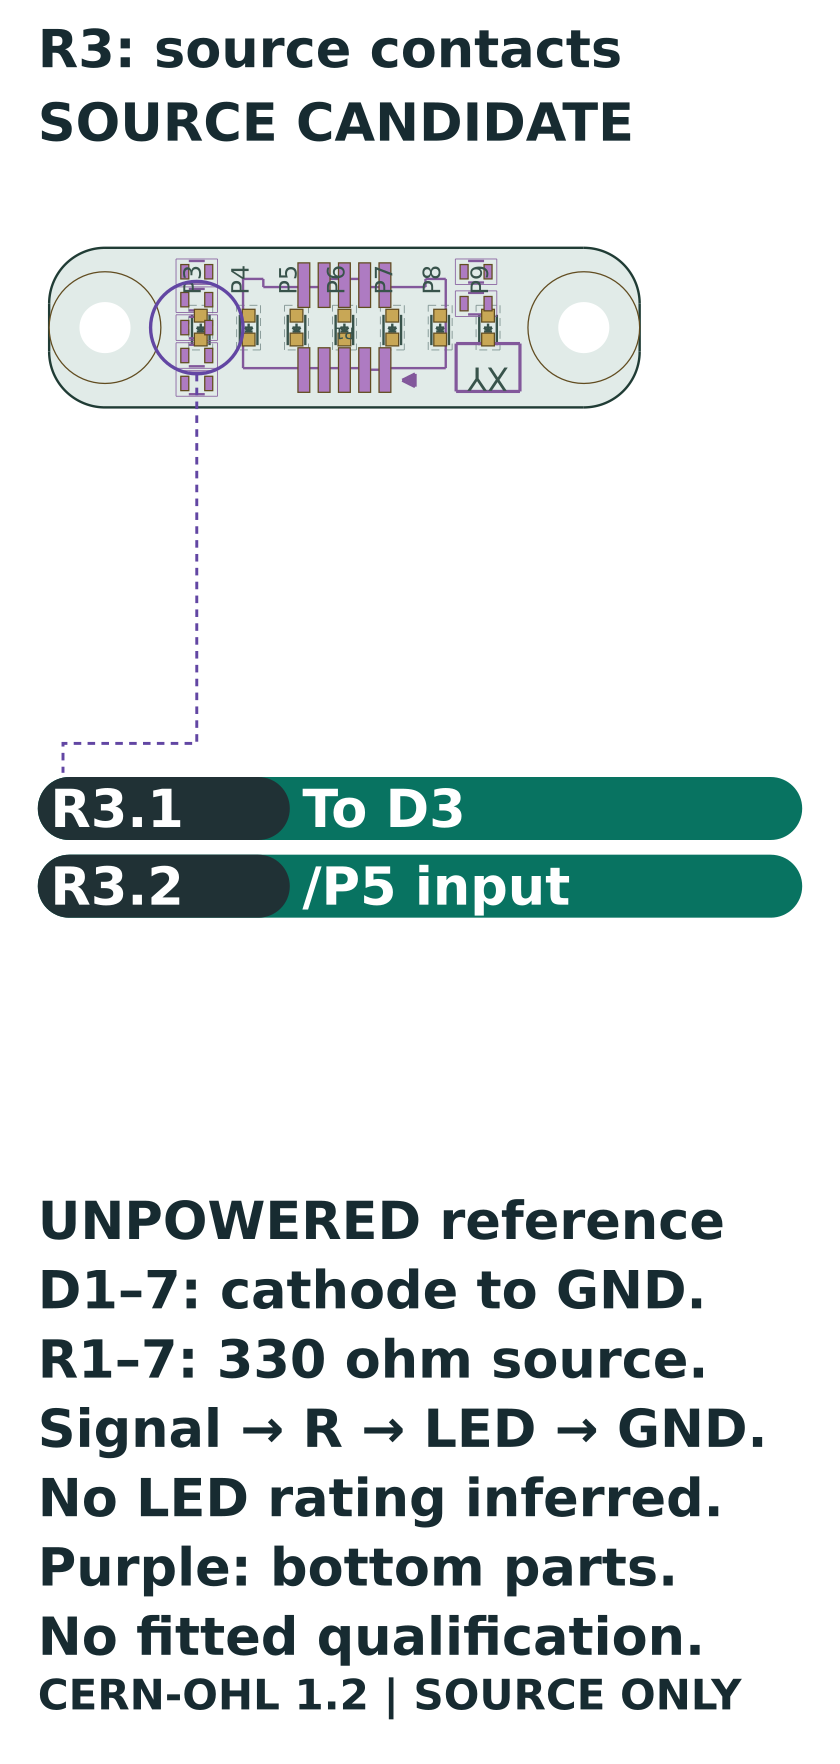 R3: source contacts
SOURCE CANDIDATE
P3 P4 P5 P6 P7 P8 P9
XY
R3.1 To D3
R3.2 /P5 input
UNPOWERED reference
D1–7: cathode to GND.
R1–7: 330 ohm source.
Signal → R → LED → GND.
No LED rating inferred.
Purple: bottom parts.
No fitted qualification.
CERN-OHL 1.2 | SOURCE ONLY